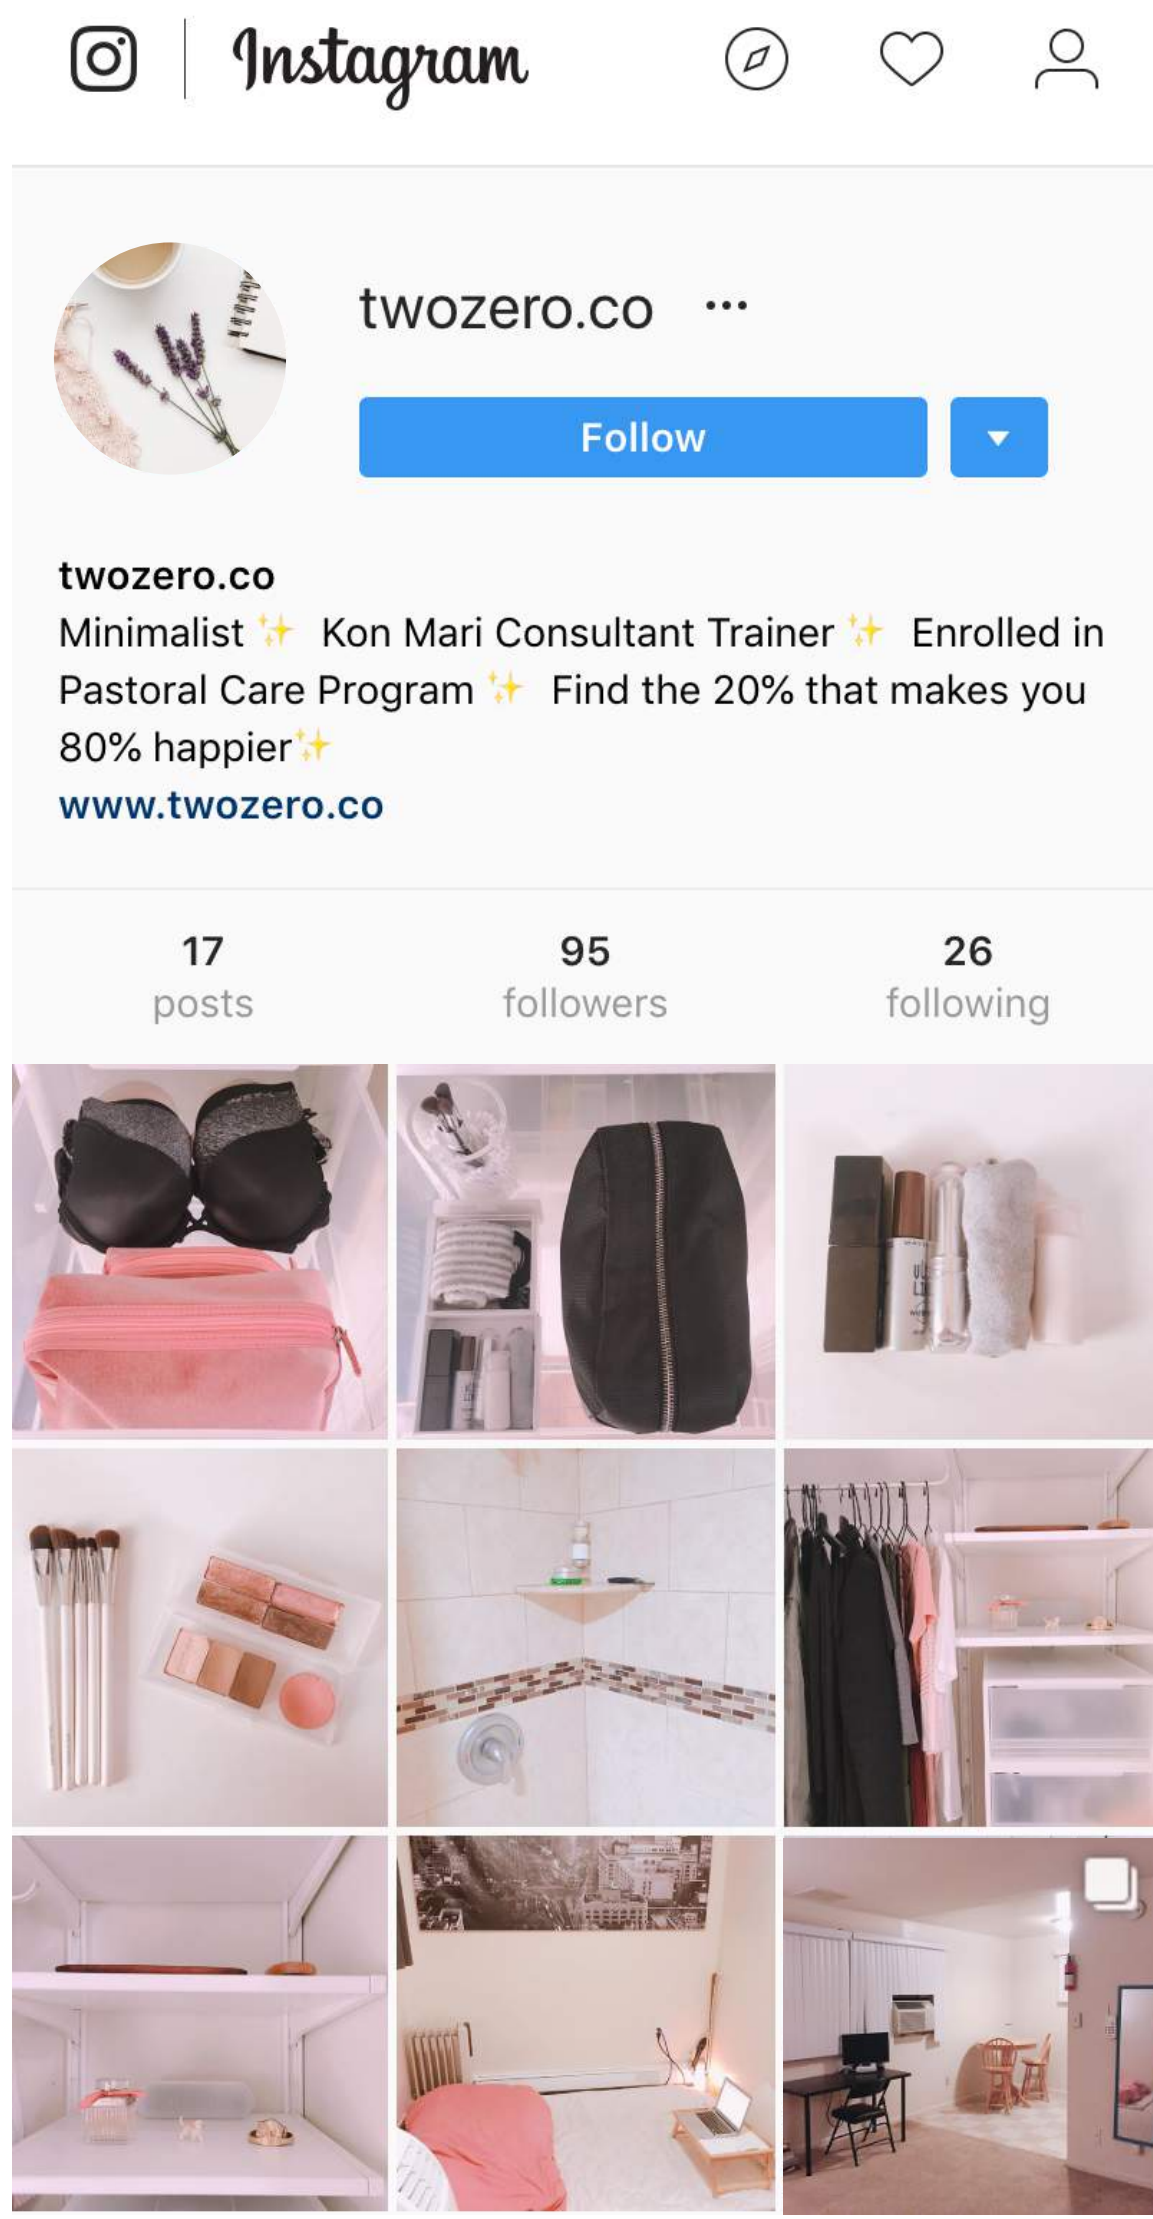 Instagram
twozero.co •••
Follow
twozero.co
Minimalist ✨ Kon Mari Consultant Trainer ✨ Enrolled in
Pastoral Care Program ✨ Find the 20% that makes you
80% happier✨
www.twozero.co
17 95 26
posts followers following